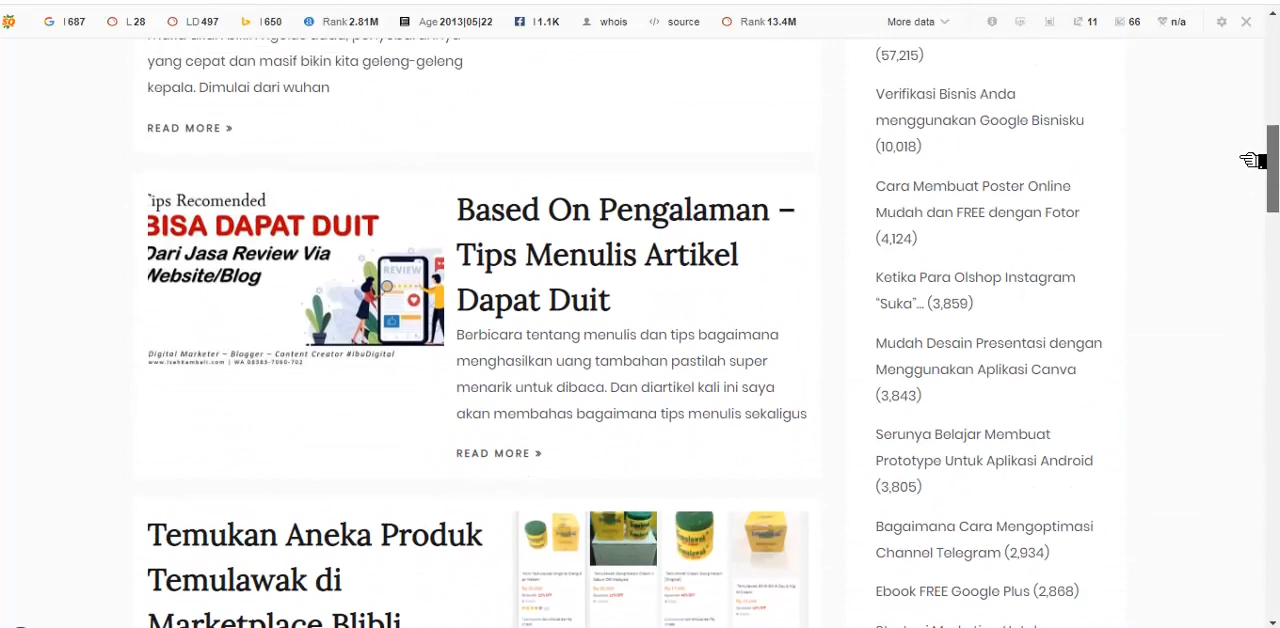 I 687
L 28
LD 497
I 650
Rank 2.81M
Age 2013|05|22
I 1.1K
whois
source
Rank 13.4M
More data
11
66
n/a
yang cepat dan masif bikin kita geleng-geleng
kepala. Dimulai dari wuhan
READ MORE »
Tips Recomended
BISA DAPAT DUIT
Dari Jasa Review Via
Website/Blog
REVIEW
Digital Marketer – Blogger – Content Creator #IbuDigital
Based On Pengalaman –
Tips Menulis Artikel
Dapat Duit
Berbicara tentang menulis dan tips bagaimana
menghasilkan uang tambahan pastilah super
menarik untuk dibaca. Dan diartikel kali ini saya
akan membahas bagaimana tips menulis sekaligus
READ MORE »
Temukan Aneka Produk
Temulawak di
Marketplace Blibli
(57,215)
Verifikasi Bisnis Anda
menggunakan Google Bisnisku
(10,018)
Cara Membuat Poster Online
Mudah dan FREE dengan Fotor
(4,124)
Ketika Para Olshop Instagram
“Suka”… (3,859)
Mudah Desain Presentasi dengan
Menggunakan Aplikasi Canva
(3,843)
Serunya Belajar Membuat
Prototype Untuk Aplikasi Android
(3,805)
Bagaimana Cara Mengoptimasi
Channel Telegram (2,934)
Ebook FREE Google Plus (2,868)